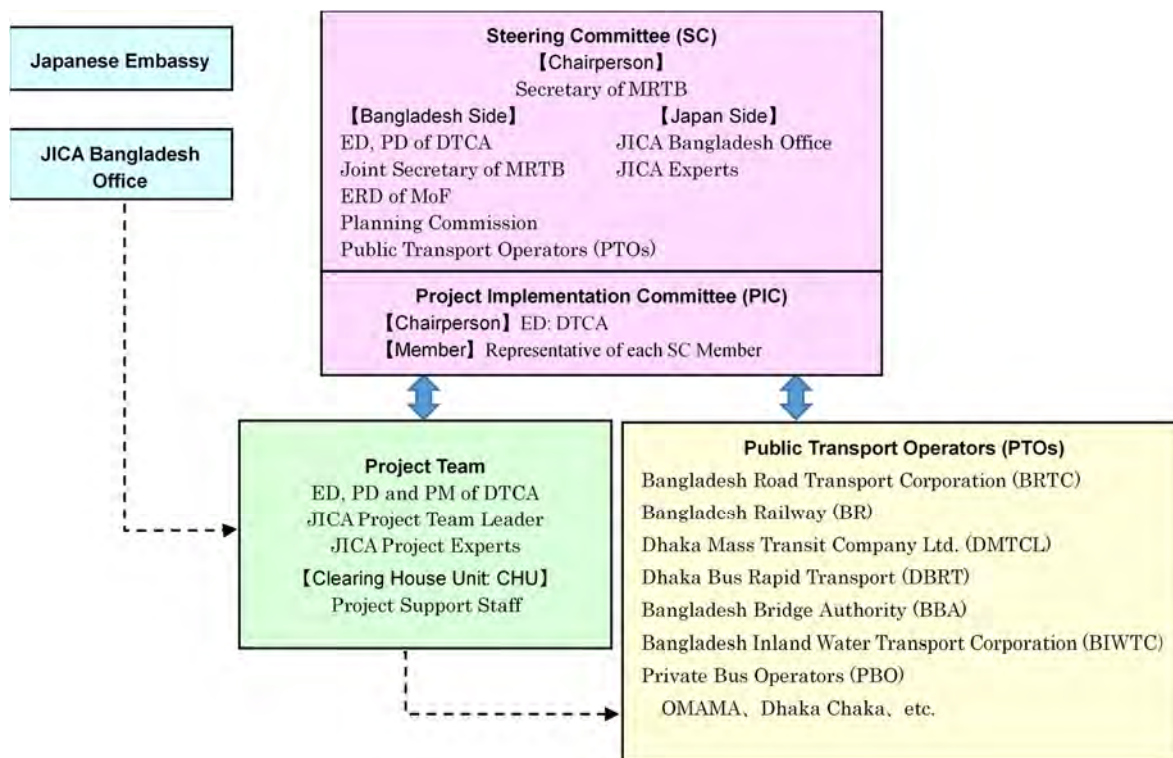 Japanese Embassy
JICA Bangladesh
Office
Steering Committee (SC)
【Chairperson】
Secretary of MRTB
【Bangladesh Side】
ED, PD of DTCA
Joint Secretary of MRTB
ERD of MoF
Planning Commission
Public Transport Operators (PTOs)
【Japan Side】
JICA Bangladesh Office
JICA Experts
Project Implementation Committee (PIC)
【Chairperson】ED: DTCA
【Member】Representative of each SC Member
Project Team
ED, PD and PM of DTCA
JICA Project Team Leader
JICA Project Experts
【Clearing House Unit: CHU】
Project Support Staff
Public Transport Operators (PTOs)
Bangladesh Road Transport Corporation (BRTC)
Bangladesh Railway (BR)
Dhaka Mass Transit Company Ltd. (DMTCL)
Dhaka Bus Rapid Transport (DBRT)
Bangladesh Bridge Authority (BBA)
Bangladesh Inland Water Transport Corporation (BIWTC)
Private Bus Operators (PBO)
OMAMA、Dhaka Chaka、etc.